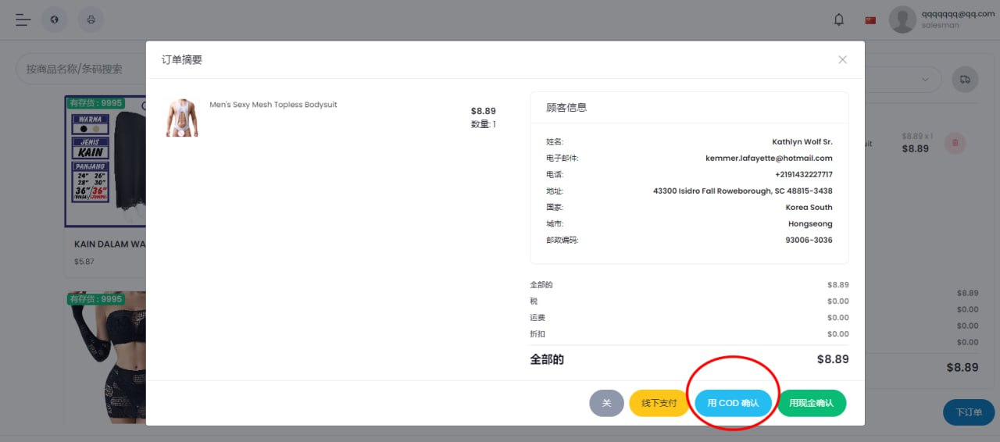 qqqqqqq@qq.com
salesman
订单摘要
按商品名称/条码搜索
有存货 : 9995
WARNA
JENIS
KAIN
PANJANG
24" 26"
28" 30"
36"/36"
KAIN DALAM WA
$5.87
有存货 : 9995
Men's Sexy Mesh Topless Bodysuit
$8.89
数量: 1
顾客信息
姓名: Kathlyn Wolf Sr.
电子邮件: kemmer.lafayette@hotmail.com
电话: +2191432227717
地址: 43300 Isidro Fall Roweborough, SC 48815-3438
国家: Korea South
城市: Hongseong
邮政编码: 93006-3036
全部的 $8.89
税 $0.00
运费 $0.00
折扣 $0.00
全部的 $8.89
关 线下支付 用 COD 确认 用现金确认
uit
$8.89 x 1
$8.89
$8.89
$0.00
$0.00
$0.00
$8.89
下订单